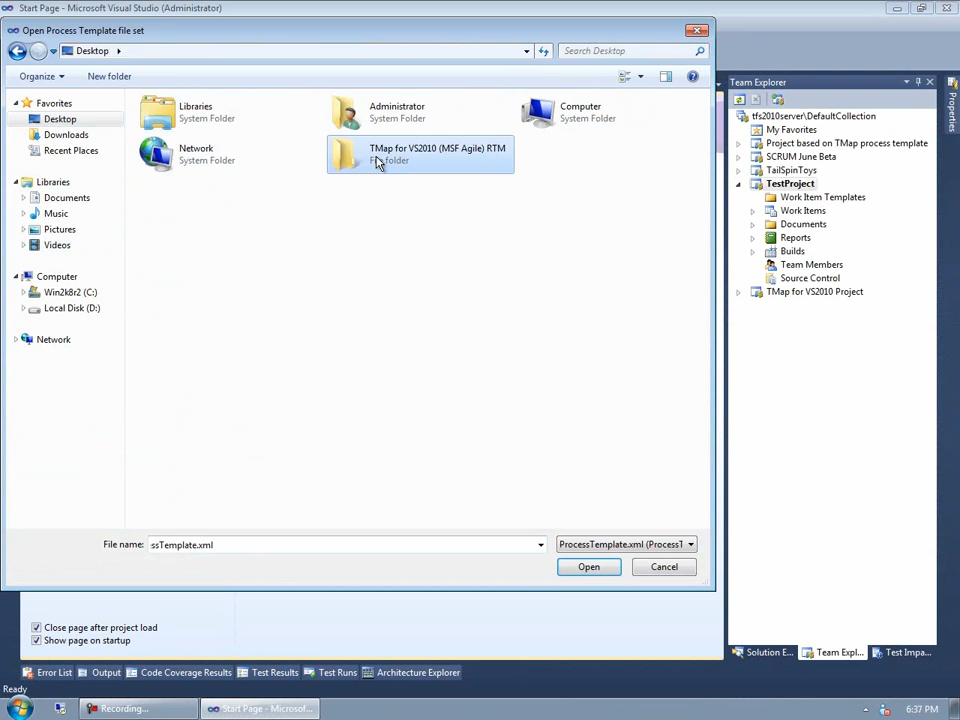 Start Page - Microsoft Visual Studio (Administrator)
Open Process Template file set
Desktop
Search Desktop
Organize
New folder
Favorites
Desktop
Downloads
Recent Places
Libraries
Documents
Music
Pictures
Videos
Computer
Win2k8r2 (C:)
Local Disk (D:)
Network
Libraries
System Folder
Administrator
System Folder
Computer
System Folder
Network
System Folder
TMap for VS2010 (MSF Agile) RTM
folder
File name:
ssTemplate.xml
ProcessTemplate.xml (ProcessT
Open
Cancel
Team Explorer
tfs2010server\DefaultCollection
My Favorites
Project based on TMap process template
SCRUM June Beta
TailSpinToys
TestProject
Work Item Templates
Work Items
Documents
Reports
Builds
Team Members
Source Control
TMap for VS2010 Project
Properties
Close page after project load
Show page on startup
Solution E...
Team Expl...
Test Impa...
Error List
Output
Code Coverage Results
Test Results
Test Runs
Architecture Explorer
Ready
Recording...
Start Page - Microsof...
6:37 PM